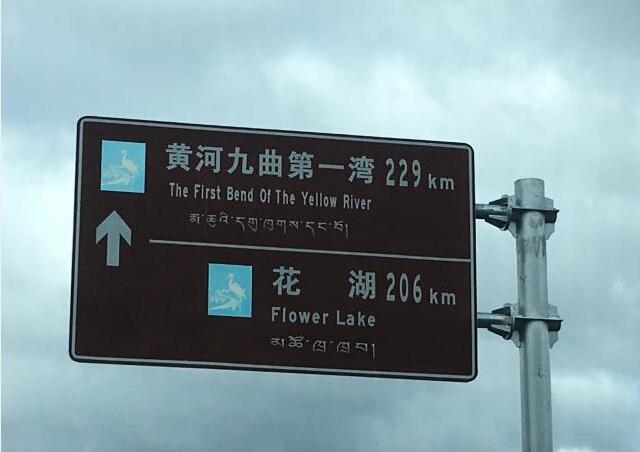 黄河九曲第一湾 229 km
The First Bend Of The Yellow River
花 湖 206 km
Flower Lake